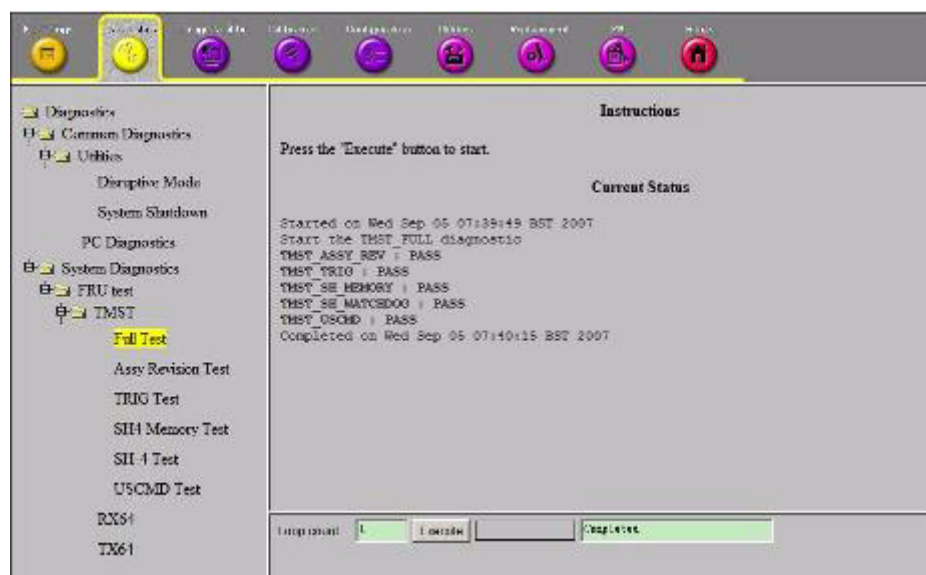 Diagnostics
Common Diagnostics
Utilities
Disruptive Mode
System Shutdown
PC Diagnostics
System Diagnostics
FRU test
TMST
Full Test
Assy Revision Test
TRIG Test
SH4 Memory Test
SH-4 Test
USCMD Test
RX64
TX64
Instructions
Press the "Execute" button to start.
Current Status
Started on Wed Sep 05 07:39:49 BST 2007
Start the TMST_FULL diagnostic
TMST_ASSY_REV : PASS
TMST_TRIG : PASS
TMST_SH_MEMORY : PASS
TMST_SH_WATCHDOG : PASS
TMST_USCMD : PASS
Completed on Wed Sep 05 07:40:15 BST 2007
Loop count 1 Execute Completed